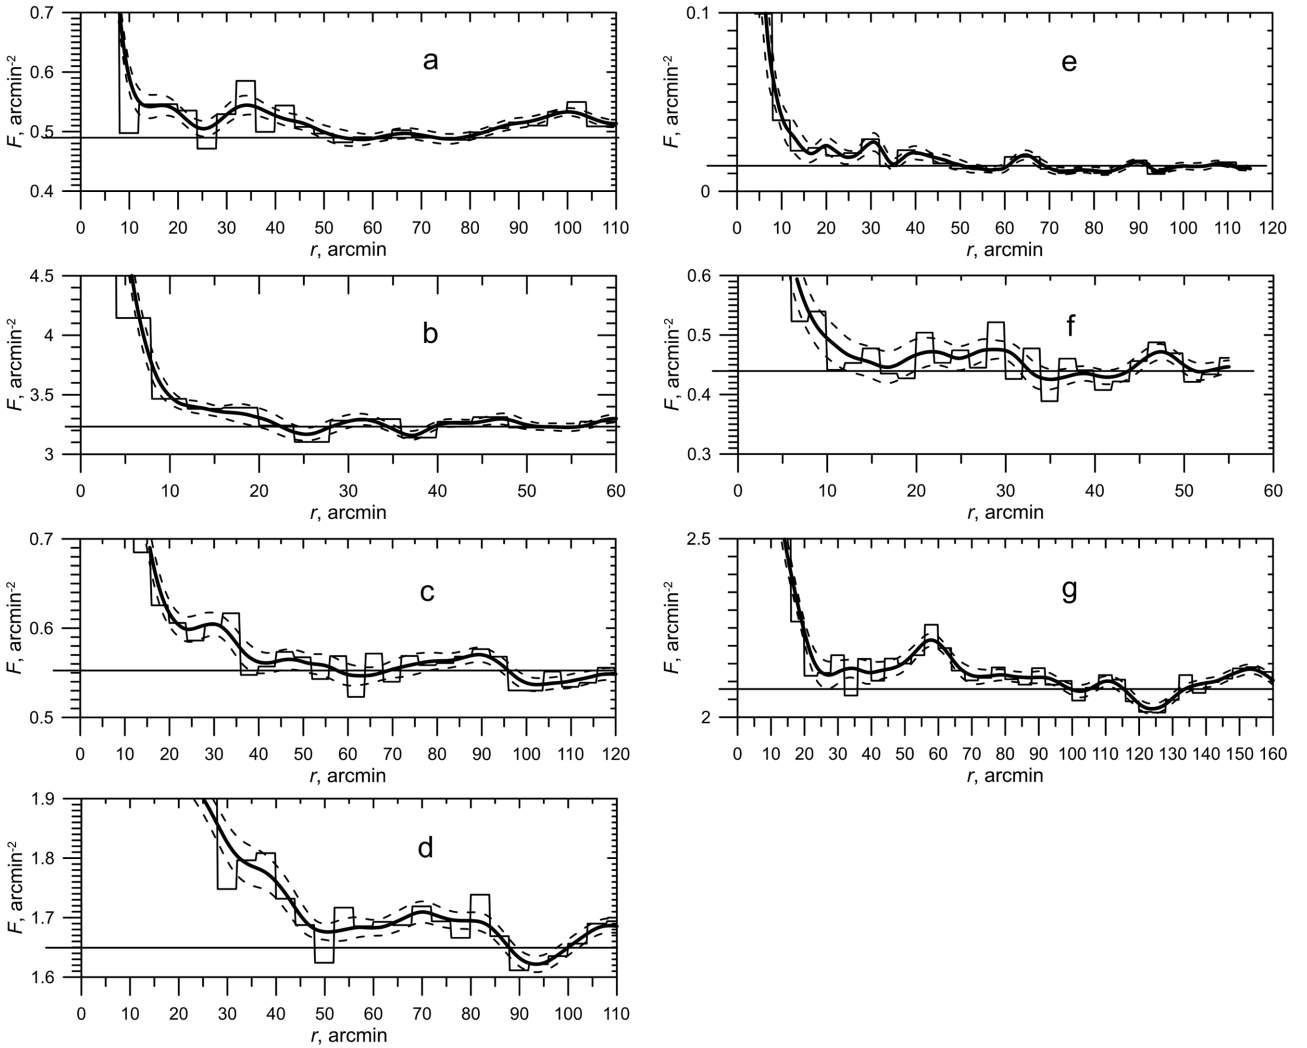 a
0.7
0.6
0.5
0.4
F, arcmin-2
0 10 20 30 40 50 60 70 80 90 100 110
r, arcmin
e
0.1
0
F, arcmin-2
0 10 20 30 40 50 60 70 80 90 100 110 120
r, arcmin
b
4.5
4
3.5
3
F, arcmin-2
0 10 20 30 40 50 60
r, arcmin
f
0.6
0.5
0.4
0.3
F, arcmin-2
0 10 20 30 40 50 60
r, arcmin
c
0.7
0.6
0.5
F, arcmin-2
0 10 20 30 40 50 60 70 80 90 100 110 120
r, arcmin
g
2.5
2
F, arcmin-2
0 10 20 30 40 50 60 70 80 90 100 110 120 130 140 150 160
r, arcmin
d
1.9
1.8
1.7
1.6
F, arcmin-2
0 10 20 30 40 50 60 70 80 90 100 110
r, arcmin